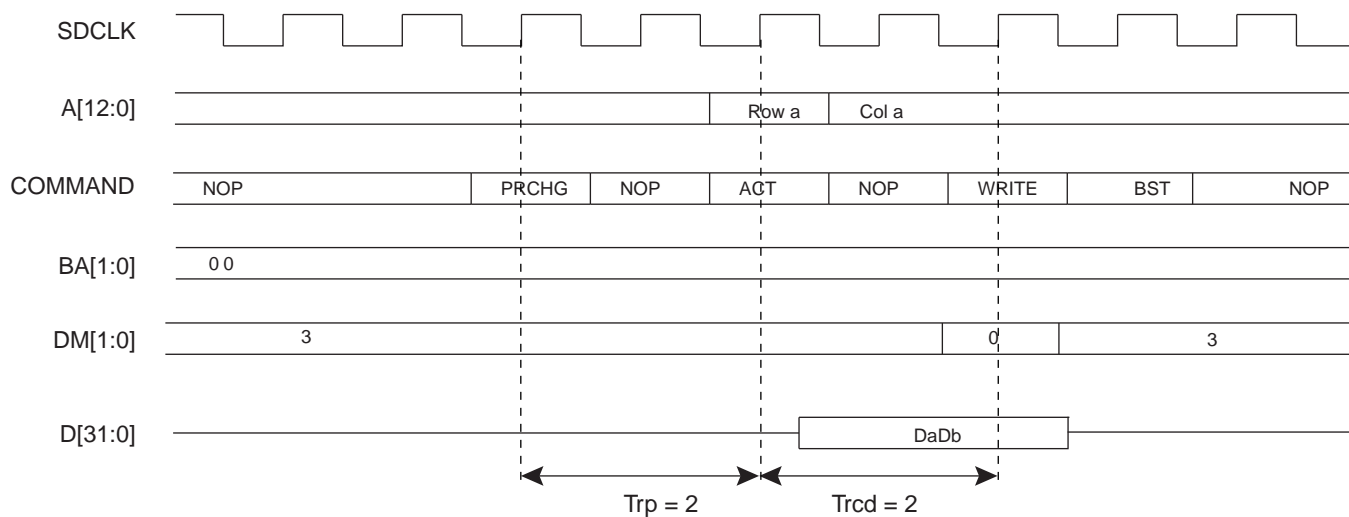 SDCLK
A[12:0] Row a Col a
COMMAND NOP PRCHG NOP ACT NOP WRITE BST NOP
BA[1:0] 0 0
DM[1:0] 3 0 3
D[31:0] DaDb
Trp = 2 Trcd = 2